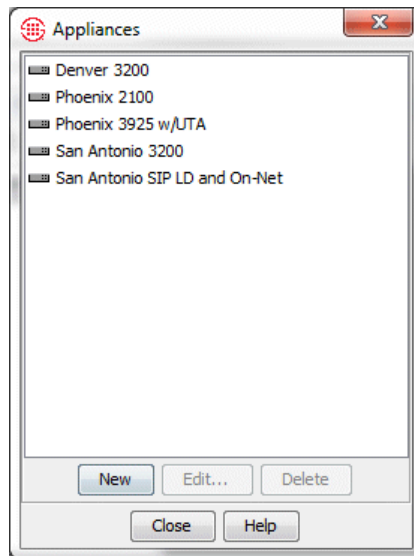 Appliances
Denver 3200
Phoenix 2100
Phoenix 3925 w/UTA
San Antonio 3200
San Antonio SIP LD and On-Net
New Edit... Delete
Close Help